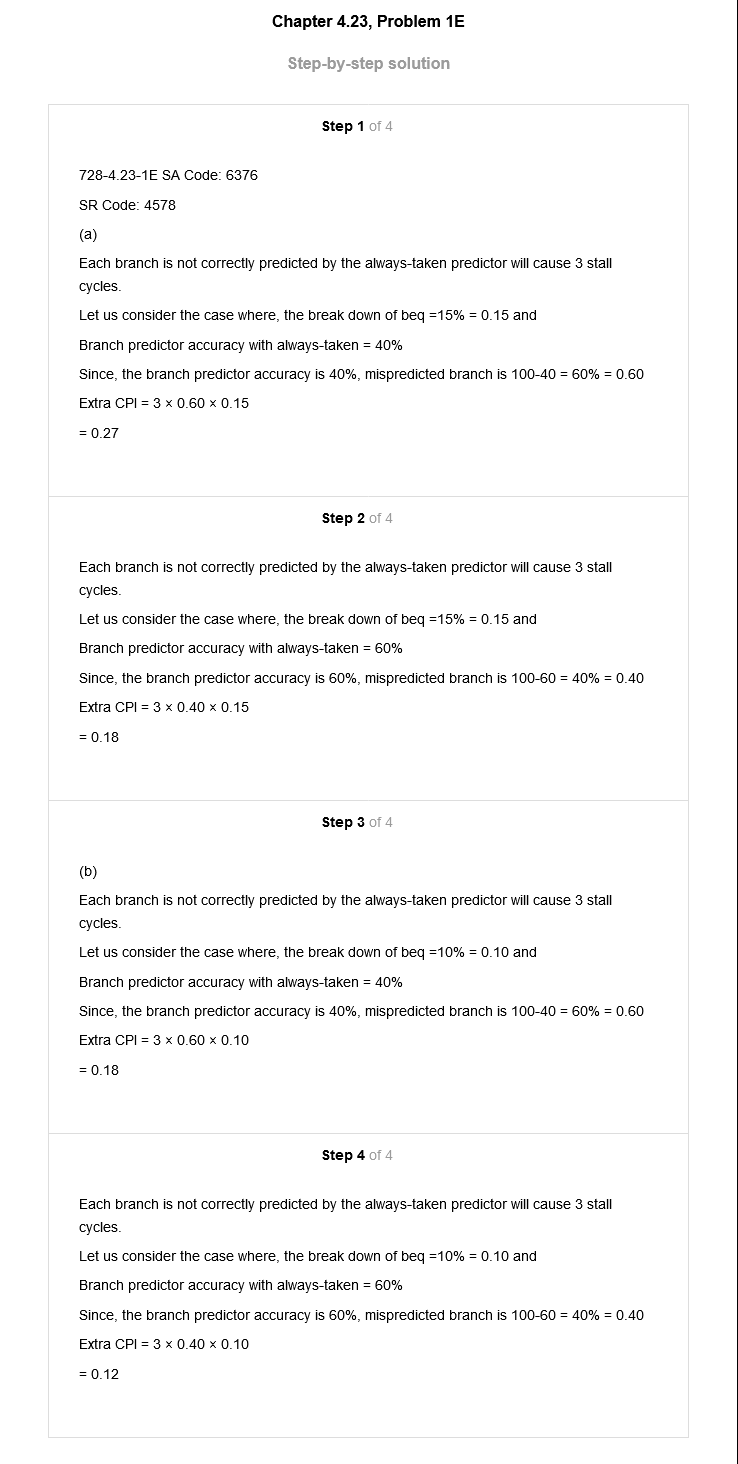 Chapter 4.23, Problem 1E
Step-by-step solution
Step 1 of 4
728-4.23-1E SA Code: 6376
SR Code: 4578
(a)
Each branch is not correctly predicted by the always-taken predictor will cause 3 stall
cycles.
Let us consider the case where, the break down of beq =15% = 0.15 and
Branch predictor accuracy with always-taken = 40%
Since, the branch predictor accuracy is 40%, mispredicted branch is 100-40 = 60% = 0.60
Extra CPI = 3 × 0.60 × 0.15
= 0.27
Step 2 of 4
Each branch is not correctly predicted by the always-taken predictor will cause 3 stall
cycles.
Let us consider the case where, the break down of beq =15% = 0.15 and
Branch predictor accuracy with always-taken = 60%
Since, the branch predictor accuracy is 60%, mispredicted branch is 100-60 = 40% = 0.40
Extra CPI = 3 × 0.40 × 0.15
= 0.18
Step 3 of 4
(b)
Each branch is not correctly predicted by the always-taken predictor will cause 3 stall
cycles.
Let us consider the case where, the break down of beq =10% = 0.10 and
Branch predictor accuracy with always-taken = 40%
Since, the branch predictor accuracy is 40%, mispredicted branch is 100-40 = 60% = 0.60
Extra CPI = 3 × 0.60 × 0.10
= 0.18
Step 4 of 4
Each branch is not correctly predicted by the always-taken predictor will cause 3 stall
cycles.
Let us consider the case where, the break down of beq =10% = 0.10 and
Branch predictor accuracy with always-taken = 60%
Since, the branch predictor accuracy is 60%, mispredicted branch is 100-60 = 40% = 0.40
Extra CPI = 3 × 0.40 × 0.10
= 0.12